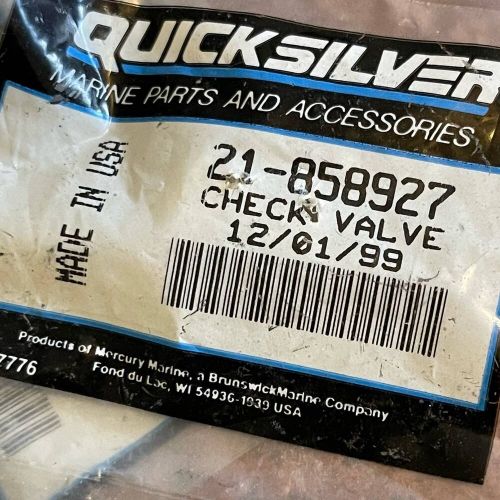 QUICKSILVER
MARINE PARTS AND ACCESSORIES
MADE IN USA
21-858927
CHECK VALVE
12/01/99
Products of Mercury Marine, a BrunswickMarine Company
Fond du Lac, WI 54936-1939 USA
7776